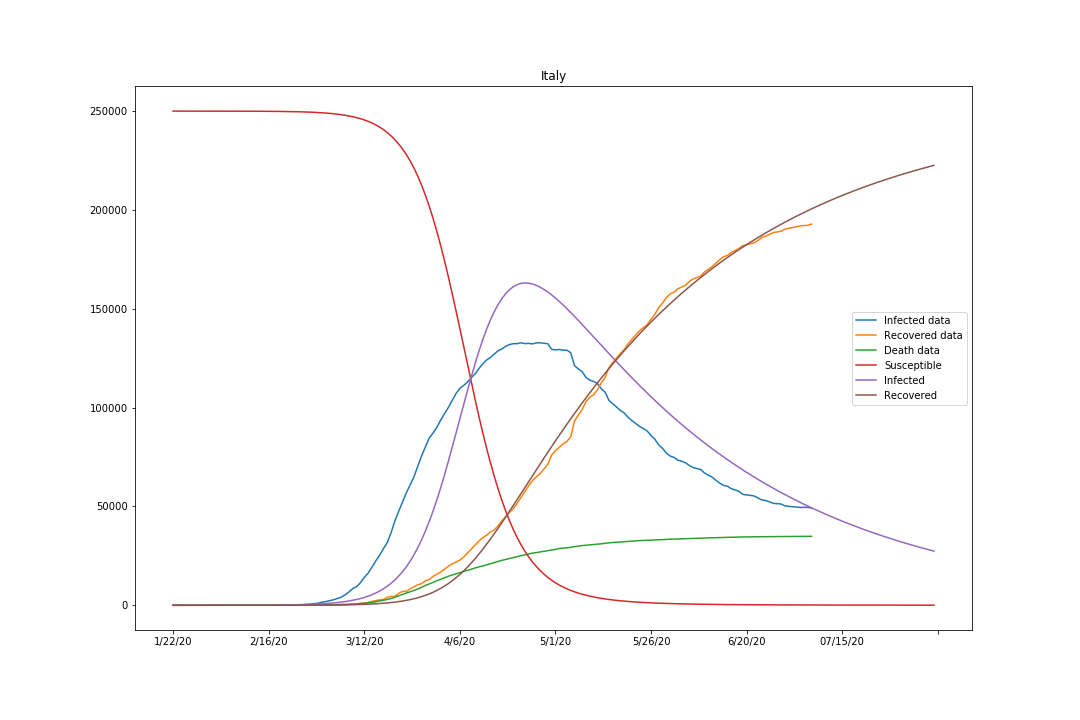 Italy
250000
200000
150000
100000
50000
0
Infected data
Recovered data
Death data
Susceptible
Infected
Recovered
1/22/20
2/16/20
3/12/20
4/6/20
5/1/20
5/26/20
6/20/20
07/15/20